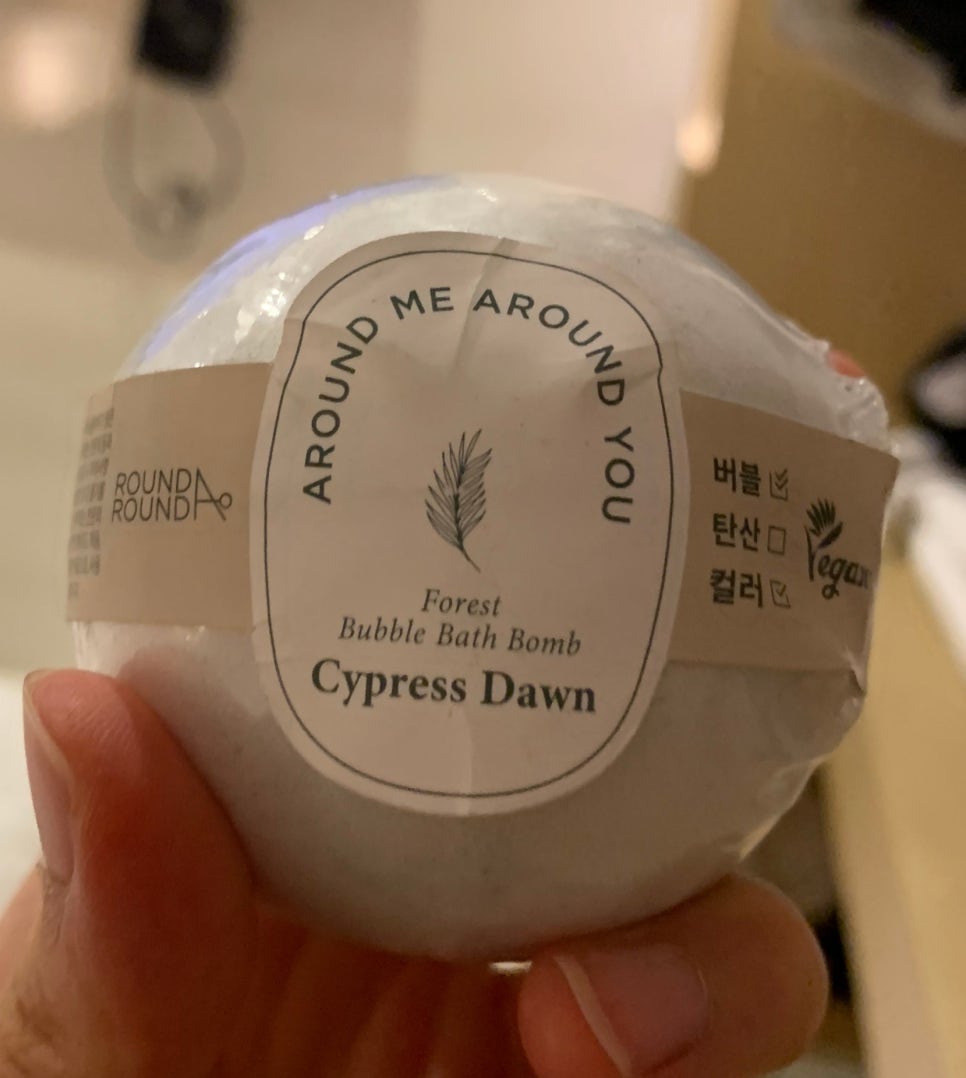 AROUND ME AROUND YOU
Forest
Bubble Bath Bomb
Cypress Dawn
ROUND A
ROUND
버블 ☑
탄산 ☐
컬러 ☑
Vegan